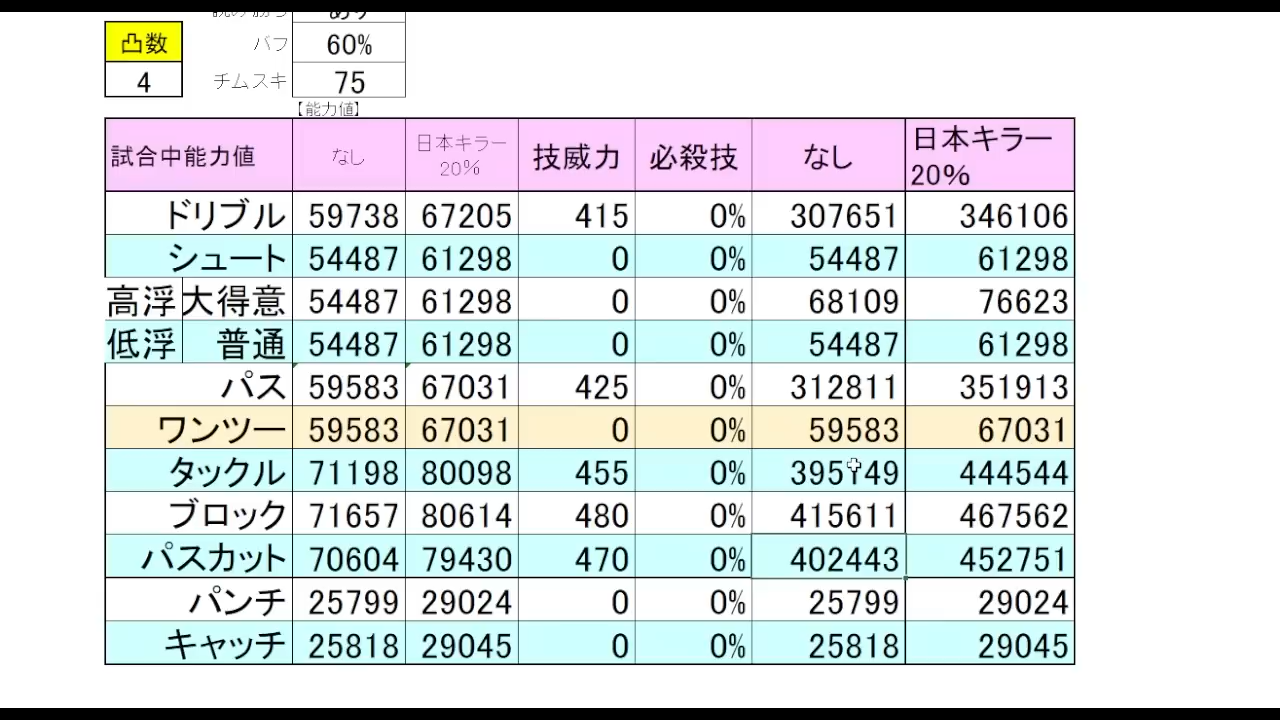 凸数 バフ 60%
4 チムスキ 75
【能力値】
試合中能力値 なし 日本キラー 20% 技威力 必殺技 なし 日本キラー 20%
ドリブル 59738 67205 415 0% 307651 346106
シュート 54487 61298 0 0% 54487 61298
高浮 大得意 54487 61298 0 0% 68109 76623
低浮 普通 54487 61298 0 0% 54487 61298
パス 59583 67031 425 0% 312811 351913
ワンツー 59583 67031 0 0% 59583 67031
タックル 71198 80098 455 0% 444544
ブロック 71657 80614 480 0% 415611 467562
パスカット 70604 79430 470 0% 402443 452751
パンチ 25799 29024 0 0% 25799 29024
キャッチ 25818 29045 0 0% 25818 29045